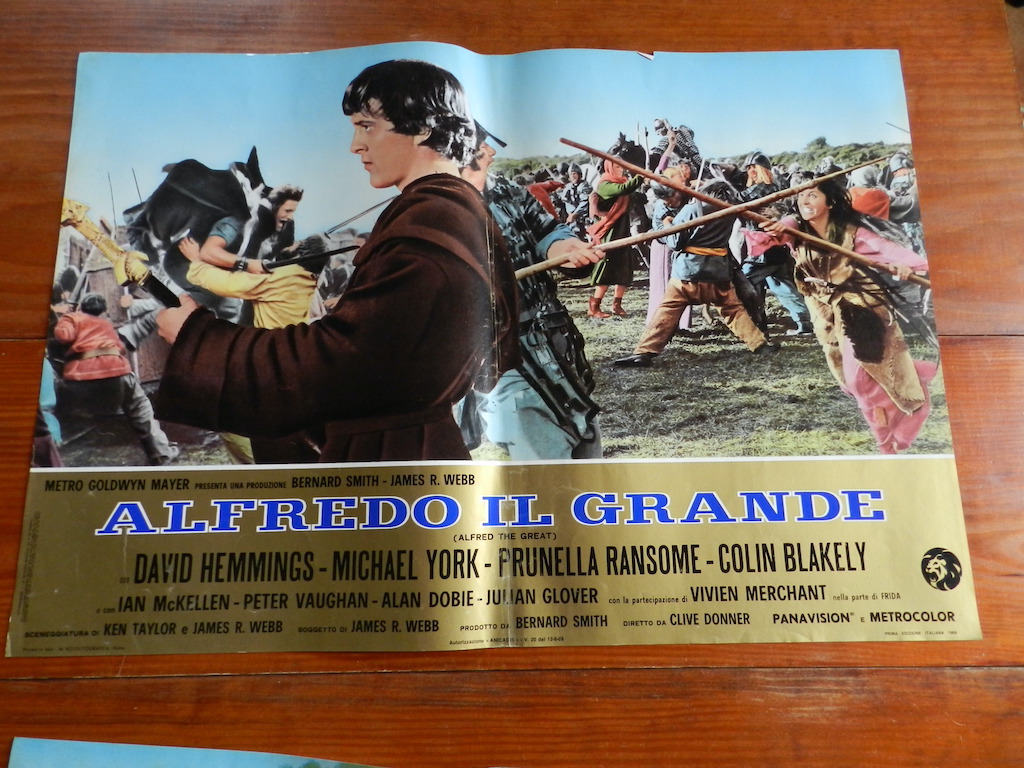 METRO GOLDWYN MAYER PRESENTA UNA PRODUZIONE BERNARD SMITH - JAMES R. WEBB
ALFREDO IL GRANDE
(ALFRED THE GREAT)
CON DAVID HEMMINGS - MICHAEL YORK - PRUNELLA RANSOME - COLIN BLAKELY
e con IAN McKELLEN - PETER VAUGHAN - ALAN DOBIE - JULIAN GLOVER con la partecipazione di VIVIEN MERCHANT nella parte di FRIDA
SCENEGGIATURA DI KEN TAYLOR e JAMES R. WEBB SOGGETTO DI JAMES R. WEBB PRODOTTO DA BERNARD SMITH DIRETTO DA CLIVE DONNER PANAVISION® E METROCOLOR
PRIMA EDIZIONE ITALIANA 1969